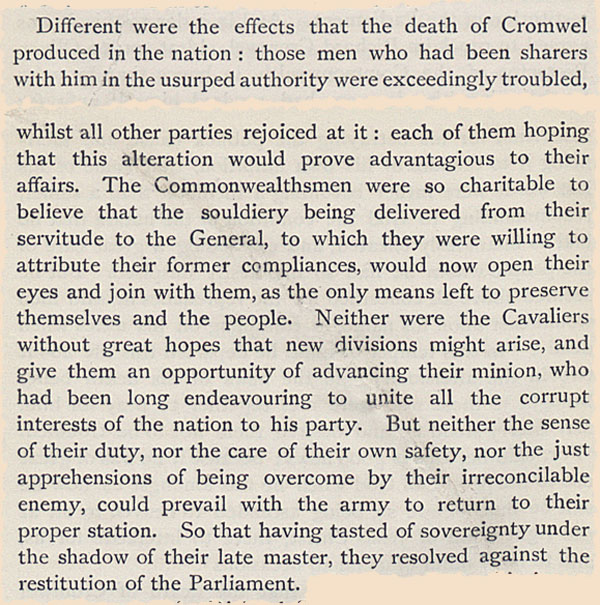 Different were the effects that the death of Cromwel
produced in the nation : those men who had been sharers
with him in the usurped authority were exceedingly troubled,
whilst all other parties rejoiced at it : each of them hoping
that this alteration would prove advantagious to their
affairs. The Commonwealthsmen were so charitable to
believe that the souldiery being delivered from their
servitude to the General, to which they were willing to
attribute their former compliances, would now open their
eyes and join with them, as the only means left to preserve
themselves and the people. Neither were the Cavaliers
without great hopes that new divisions might arise, and
give them an opportunity of advancing their minion, who
had been long endeavouring to unite all the corrupt
interests of the nation to his party. But neither the sense
of their duty, nor the care of their own safety, nor the just
apprehensions of being overcome by their irreconcilable
enemy, could prevail with the army to return to their
proper station. So that having tasted of sovereignty under
the shadow of their late master, they resolved against the
restitution of the Parliament.